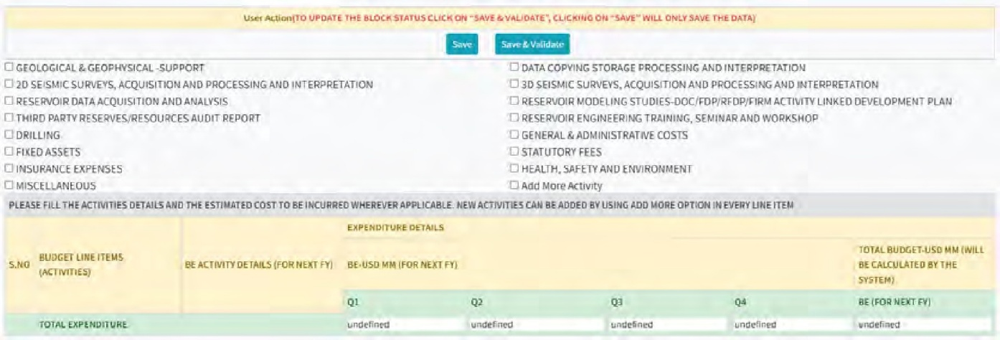 User Action(TO UPDATE THE BLOCK STATUS CLICK ON "SAVE & VALIDATE", CLICKING ON "SAVE" WILL ONLY SAVE THE DATA)
Save Save & Validate
GEOLOGICAL & GEOPHYSICAL -SUPPORT
DATA COPYING STORAGE PROCESSING AND INTERPRETATION
2D SEISMIC SURVEYS, ACQUISITION AND PROCESSING AND INTERPRETATION
3D SEISMIC SURVEYS, ACQUISITION AND PROCESSING AND INTERPRETATION
RESERVOIR DATA ACQUISITION AND ANALYSIS
RESERVOIR MODELING STUDIES-DOC/FDP/RFDP/FIRM ACTIVITY LINKED DEVELOPMENT PLAN
THIRD PARTY RESERVES/RESOURCES AUDIT REPORT
RESERVOIR ENGINEERING TRAINING, SEMINAR AND WORKSHOP
DRILLING
GENERAL & ADMINISTRATIVE COSTS
FIXED ASSETS
STATUTORY FEES
INSURANCE EXPENSES
HEALTH, SAFETY AND ENVIRONMENT
MISCELLANEOUS
Add More Activity
PLEASE FILL THE ACTIVITIES DETAILS AND THE ESTIMATED COST TO BE INCURRED WHEREVER APPLICABLE. NEW ACTIVITIES CAN BE ADDED BY USING ADD MORE OPTION IN EVERY LINE ITEM
S.NO
BUDGET LINE ITEMS
(ACTIVITIES)
BE ACTIVITY DETAILS (FOR NEXT FY)
EXPENDITURE DETAILS
BE-USD MM (FOR NEXT FY)
TOTAL BUDGET-USD MM (WILL
BE CALCULATED BY THE
SYSTEM)
Q1 Q2 Q3 Q4 BE (FOR NEXT FY)
TOTAL EXPENDITURE undefined undefined undefined undefined undefined